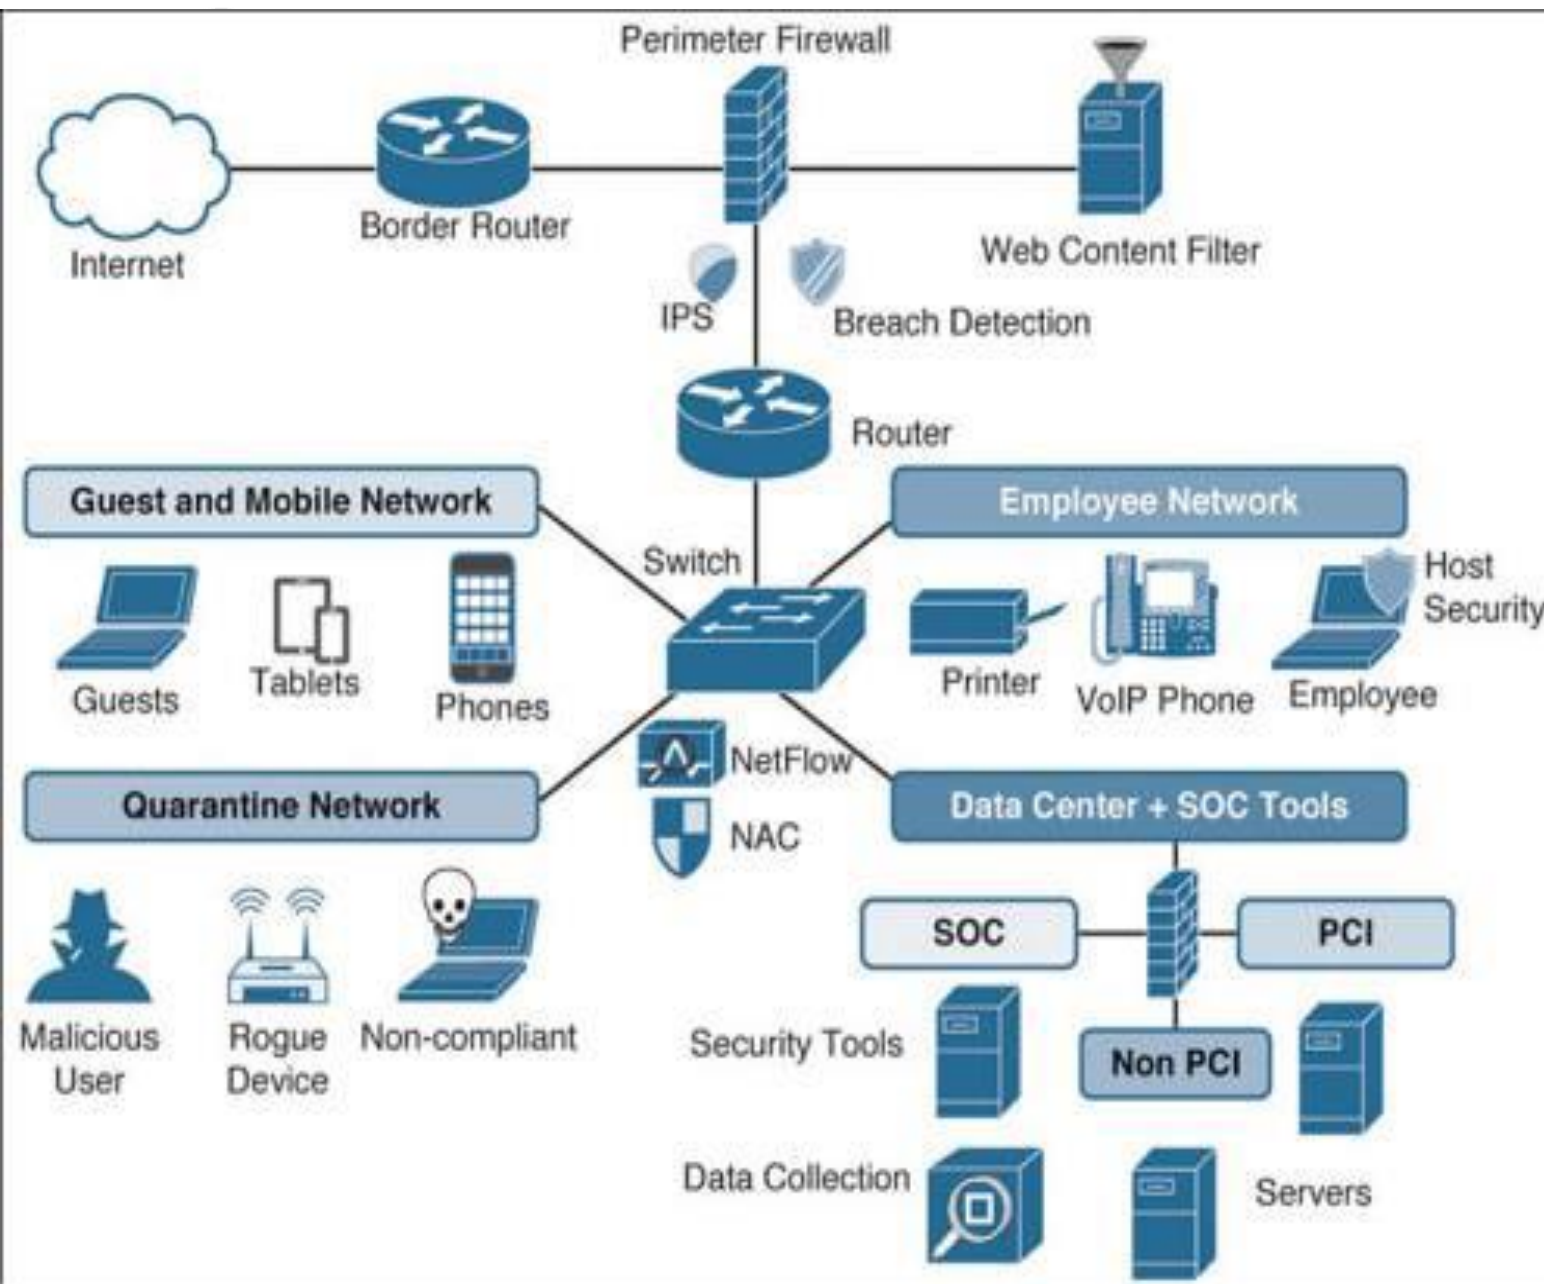 Perimeter Firewall
Internet
Border Router
Web Content Filter
IPS
Breach Detection
Router
Guest and Mobile Network
Employee Network
Switch
Guests
Tablets
Phones
Printer
VoIP Phone
Employee
Host
Security
NetFlow
NAC
Quarantine Network
Data Center + SOC Tools
Malicious
User
Rogue
Device
Non-compliant
SOC
PCI
Non PCI
Security Tools
Data Collection
Servers